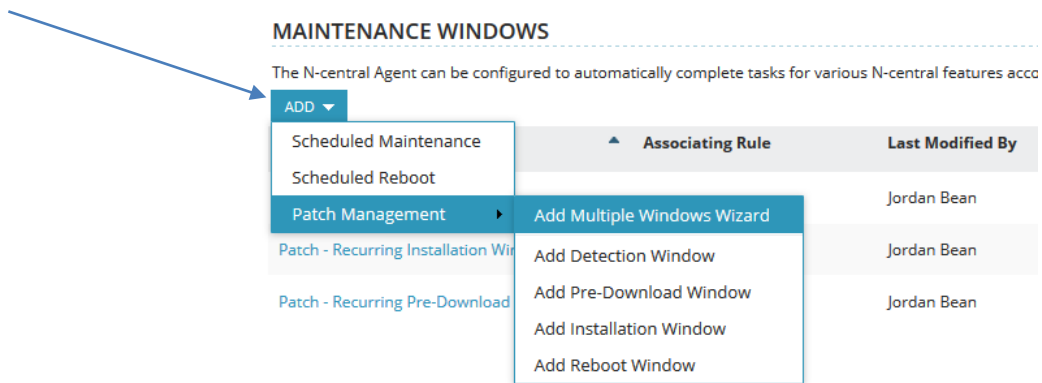 MAINTENANCE WINDOWS
The N-central Agent can be configured to automatically complete tasks for various N-central features acco
ADD
Associating Rule Last Modified By
Scheduled Maintenance
Scheduled Reboot
Jordan Bean
Patch Management
Add Multiple Windows Wizard
Patch - Recurring Installation Win
Jordan Bean
Add Detection Window
Add Pre-Download Window
Patch - Recurring Pre-Download
Jordan Bean
Add Installation Window
Add Reboot Window